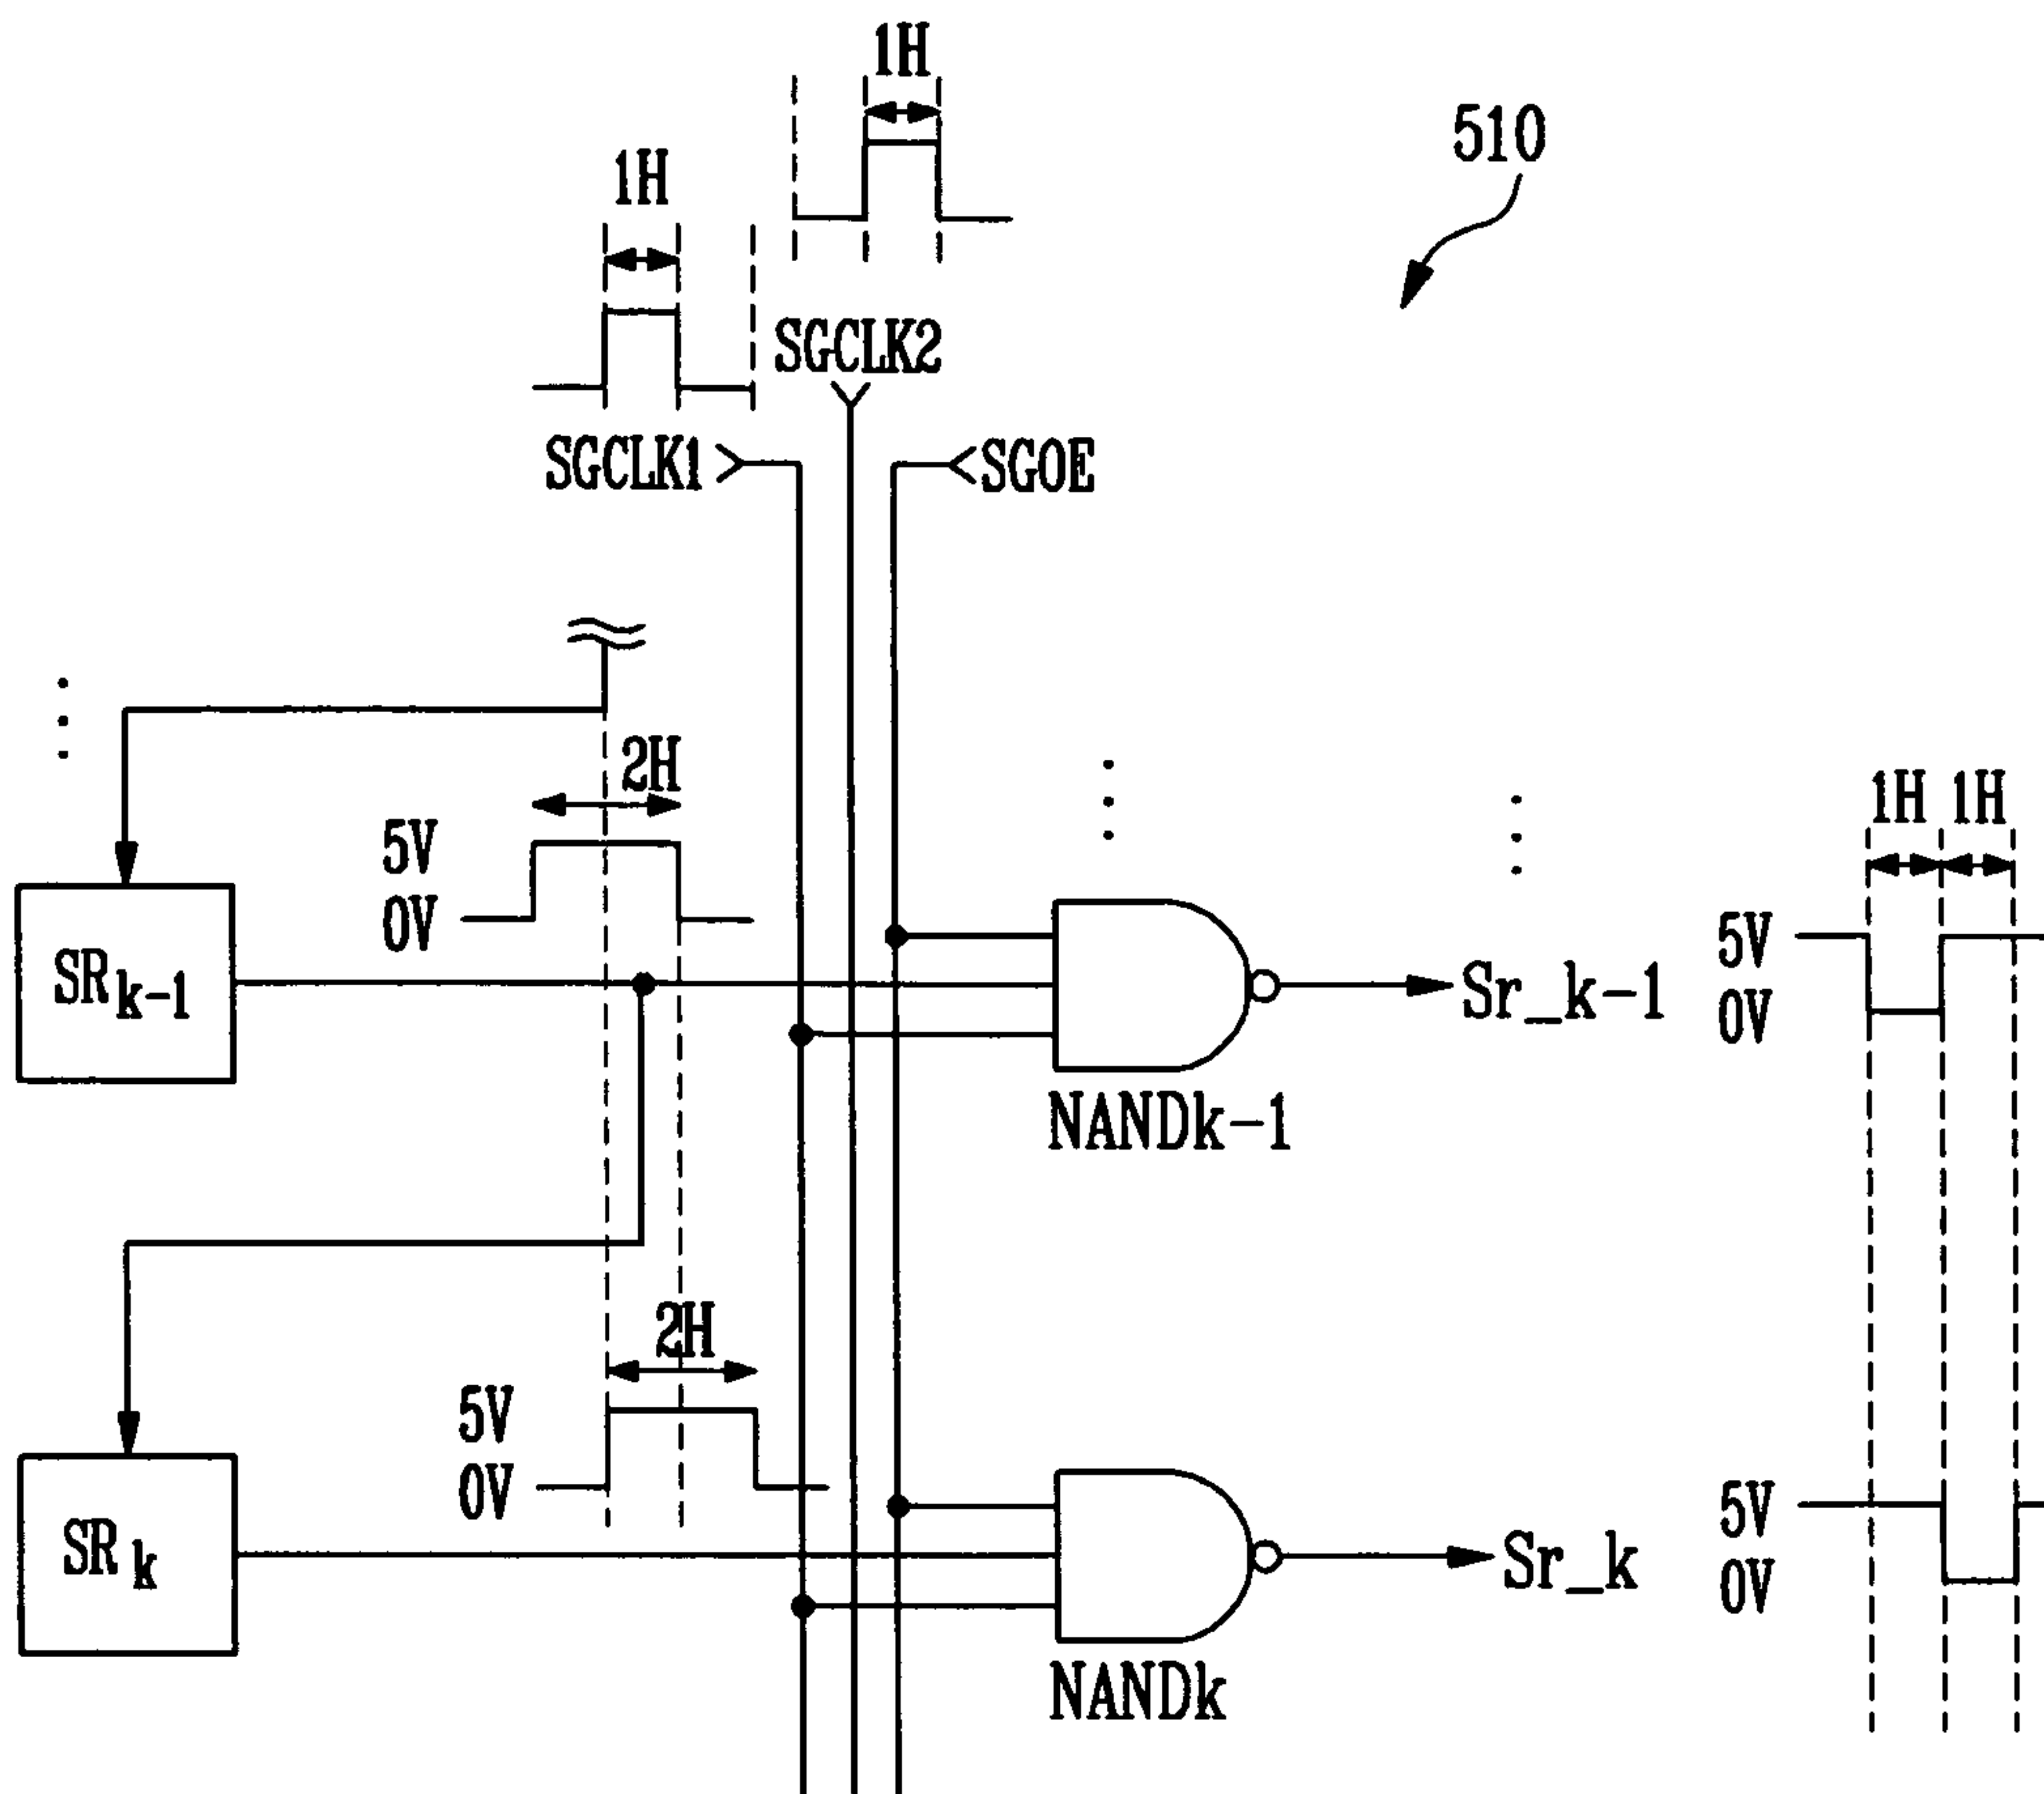 1H
510
1H
SGCLK2
SGCLK1
SGOE
2H
1H 1H
5V
0V
5V
0V
SRk-1
Sr_k-1
NANDk-1
2H
5V
0V
5V
0V
SRk
Sr_k
NANDk